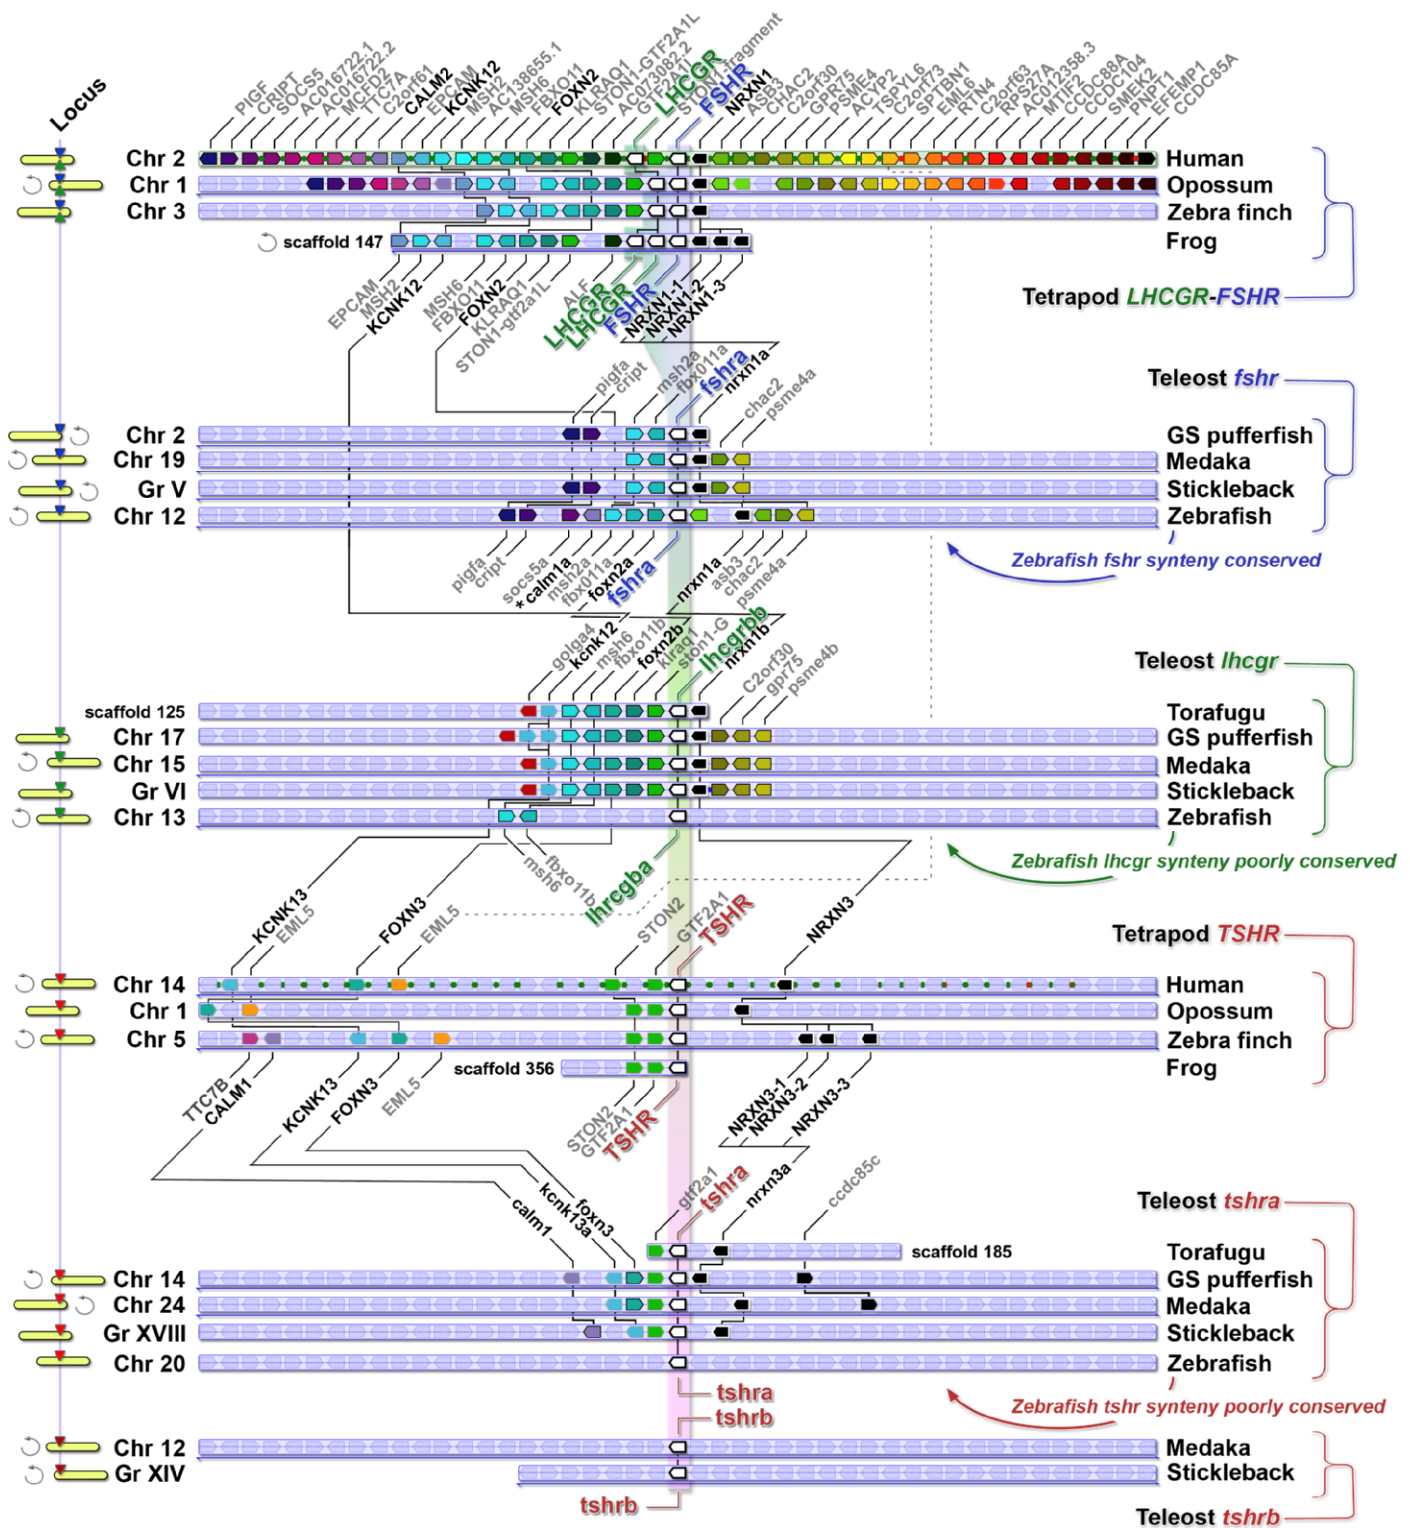 Locus
PIGF
CRIPT
SOCS5
AC016722.1
AC016722.2
MCFD2
TTC7A
C2orf61
CALM2
EPCAM
KCNK12
MSH2
AC138655.1
MSH6
FBXO11
FOXN2
KLRAQ1
STON1-GTF2A1L
AC073082.2
LHCGR
FSHR
NRXN1
ASB3
CHAC2
C2orf30
GPR75
PSME4
ACYP2
TSPYL6
C2orf73
SPTBN1
EML6
RTN4
C2orf63
RPS27A
MTIF2
CCDC88A
CCDC104
SMEK2
PNPT1
EFEMP1
CCDC85A
Chr 2 Human
Chr 1 Opossum
Chr 3 Zebra finch
scaffold 147 Frog
EPCAM
MSH2
KCNK12
MSH6
FBXO11
FOXN2
KLRAQ1
STON1-gtf2a1L
ALF
LHCGR
LHCGR
FSHR
NRXN1-1
NRXN1-2
NRXN1-3
Tetrapod LHCGR-FSHR
pigfa
cript
msh2a
fbx011a
fshra
nrxn1a
chac2
psme4a
Teleost fshr
Chr 2 GS pufferfish
Chr 19 Medaka
Gr V Stickleback
Chr 12 Zebrafish
Zebrafish fshr synteny conserved
pigfa
cript
socs5a
*calm1a
msh2a
fbx011a
foxn2a
fshra
nrxn1a
asb3
chac2
psme4a
golga4
kcnk12
msh6
fbxo11b
foxn2b
klraq1
ston1-G
lhcgrbb
nrxn1b
C2orf30
gpr75
psme4b
Teleost lhcgr
scaffold 125 Torafugu
Chr 17 GS pufferfish
Chr 15 Medaka
Gr VI Stickleback
Chr 13 Zebrafish
Zebrafish lhcgr synteny poorly conserved
msh6
fbxo11b
lhrcgba
KCNK13
EML5
FOXN3
EML5
STON2
GTF2A1
TSHR
NRXN3
Tetrapod TSHR
Chr 14 Human
Chr 1 Opossum
Chr 5 Zebra finch
scaffold 356 Frog
TTC7B
CALM1
KCNK13
FOXN3
EML5
STON2
GTF2A1
TSHR
NRXN3-1
NRXN3-2
NRXN3-3
calm1
kcnk13a
foxn3
gtf2a1
tshra
nrxn3a
ccdc85c
Teleost tshra
scaffold 185 Torafugu
Chr 14 GS pufferfish
Chr 24 Medaka
Gr XVIII Stickleback
Chr 20 Zebrafish
tshra
Zebrafish tshr synteny poorly conserved
tshrb
Chr 12 Medaka
Gr XIV Stickleback
tshrb
Teleost tshrb